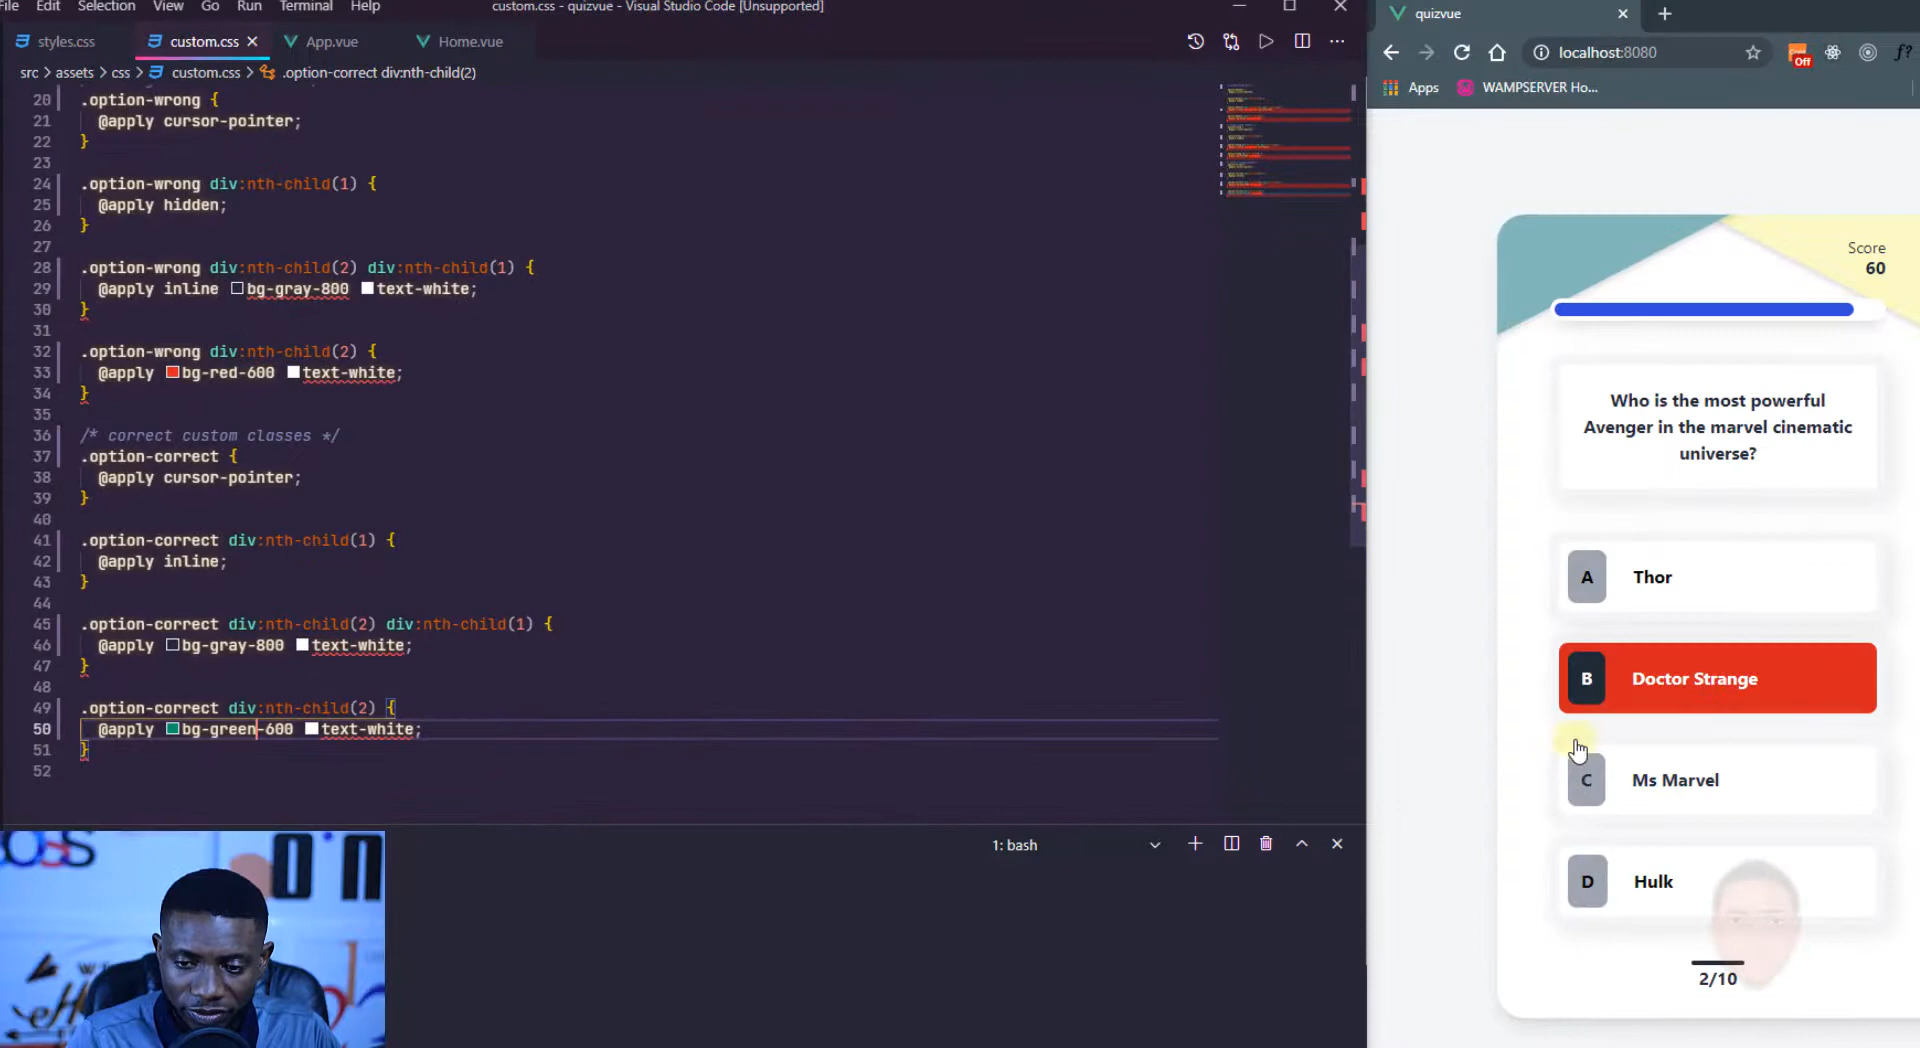 File Edit Selection View Go Run Terminal Help
custom.css - quizvue - Visual Studio Code [Unsupported]
styles.css custom.css App.vue Home.vue
src > assets > css > custom.css > .option-correct div:nth-child(2)
20 .option-wrong {
21 @apply cursor-pointer;
22 }
23
24 .option-wrong div:nth-child(1) {
25 @apply hidden;
26 }
27
28 .option-wrong div:nth-child(2) div:nth-child(1) {
29 @apply inline bg-gray-800 text-white;
30 }
31
32 .option-wrong div:nth-child(2) {
33 @apply bg-red-600 text-white;
34 }
35
36 /* correct custom classes */
37 .option-correct {
38 @apply cursor-pointer;
39 }
40
41 .option-correct div:nth-child(1) {
42 @apply inline;
43 }
44
45 .option-correct div:nth-child(2) div:nth-child(1) {
46 @apply bg-gray-800 text-white;
47 }
48
49 .option-correct div:nth-child(2) {
50 @apply bg-green-600 text-white;
51 }
52
1: bash
quizvue
localhost:8080
Off
f?
Apps WAMPSERVER Ho...
Score
60
Who is the most powerful
Avenger in the marvel cinematic
universe?
A Thor
B Doctor Strange
C Ms Marvel
D Hulk
2/10